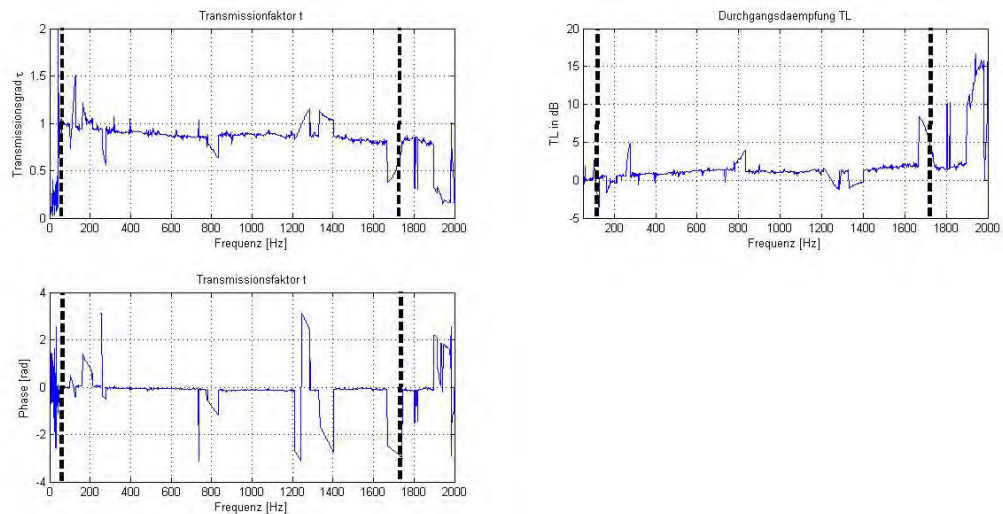 Transmissionfaktor t
2
1.5
1
0.5
0
Transmissionsgrad τ
0 200 400 600 800 1000 1200 1400 1600 1800 2000
Frequenz [Hz]
Durchgangsdaempfung TL
20
15
10
5
0
-5
TL in dB
200 400 600 800 1000 1200 1400 1600 1800 2000
Frequenz [Hz]
Transmissionsfaktor t
4
2
0
-2
-4
Phase [rad]
0 200 400 600 800 1000 1200 1400 1600 1800 2000
Frequenz [Hz]